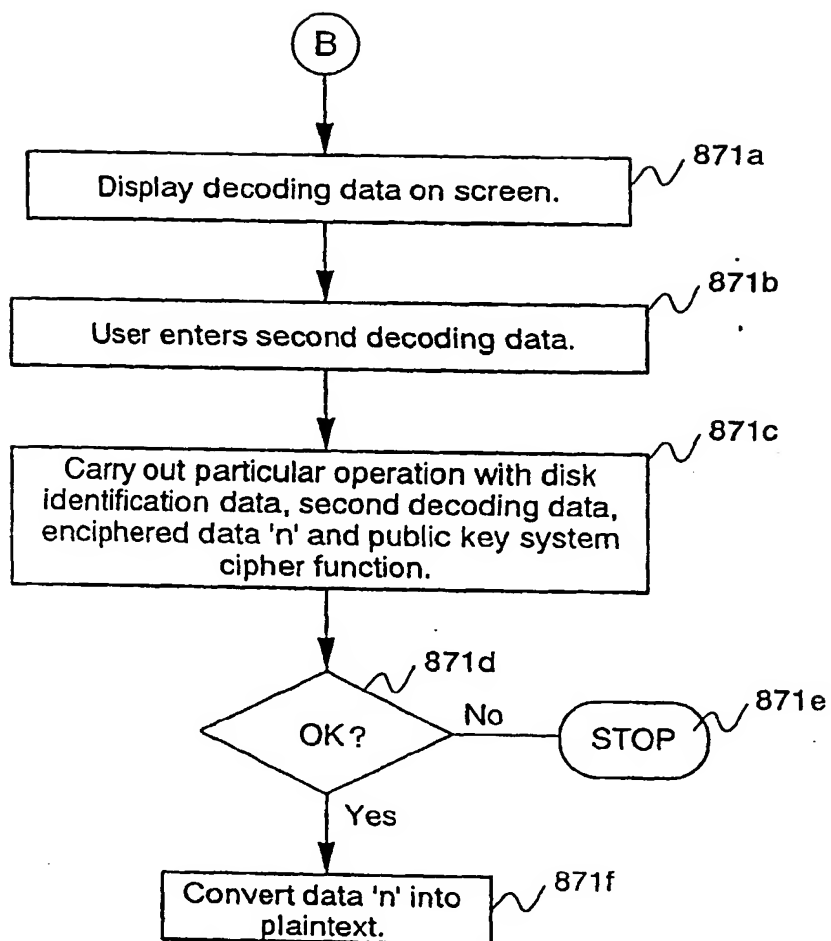 B
871a
Display decoding data on screen.
871b
User enters second decoding data.
871c
Carry out particular operation with disk
identification data, second decoding data,
enciphered data 'n' and public key system
cipher function.
871d
OK?
No
871e
STOP
Yes
871f
Convert data 'n' into
plaintext.